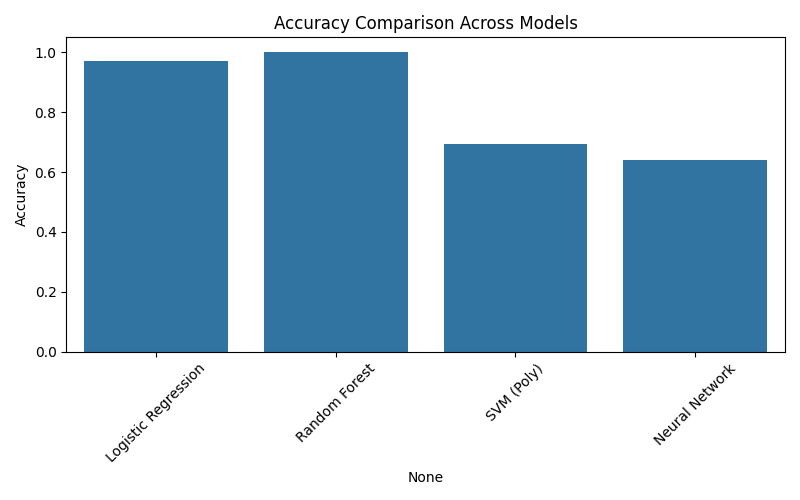 Accuracy Comparison Across Models
Accuracy
1.0
0.8
0.6
0.4
0.2
0.0
Logistic Regression
Random Forest
SVM (Poly)
Neural Network
None